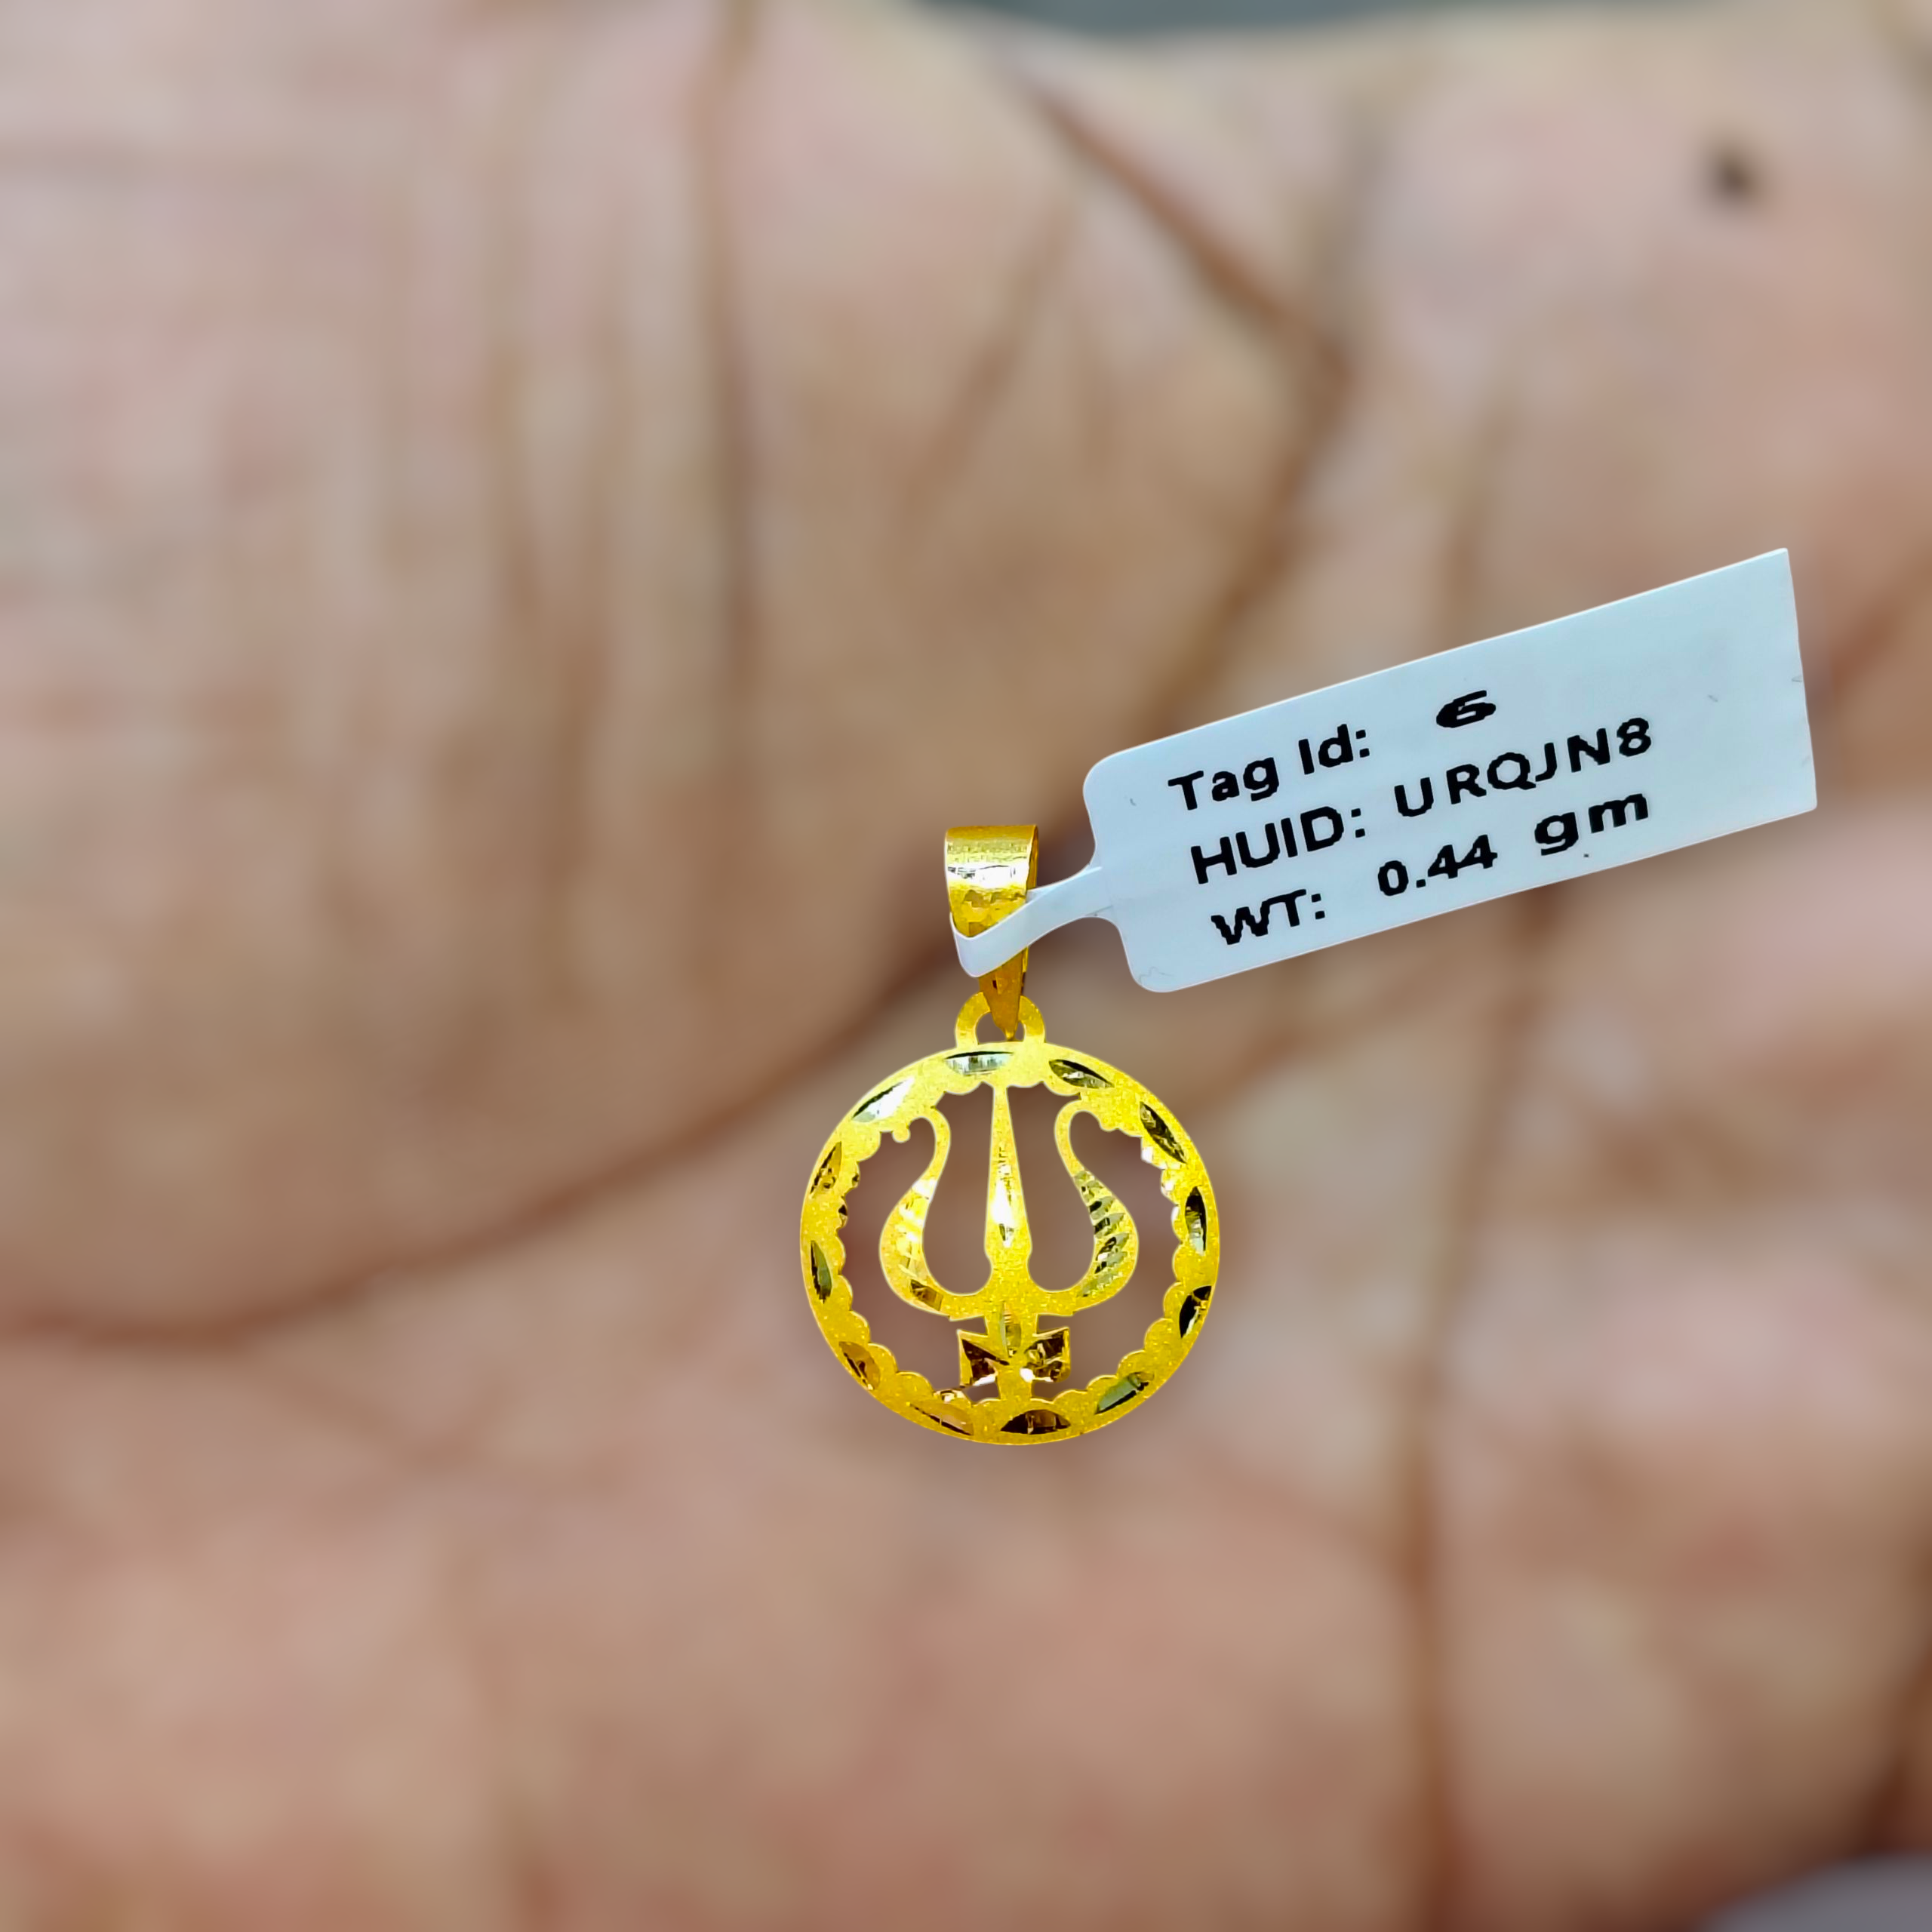 Tag Id: 6
HUID: URQJN8
WT: 0.44 gm